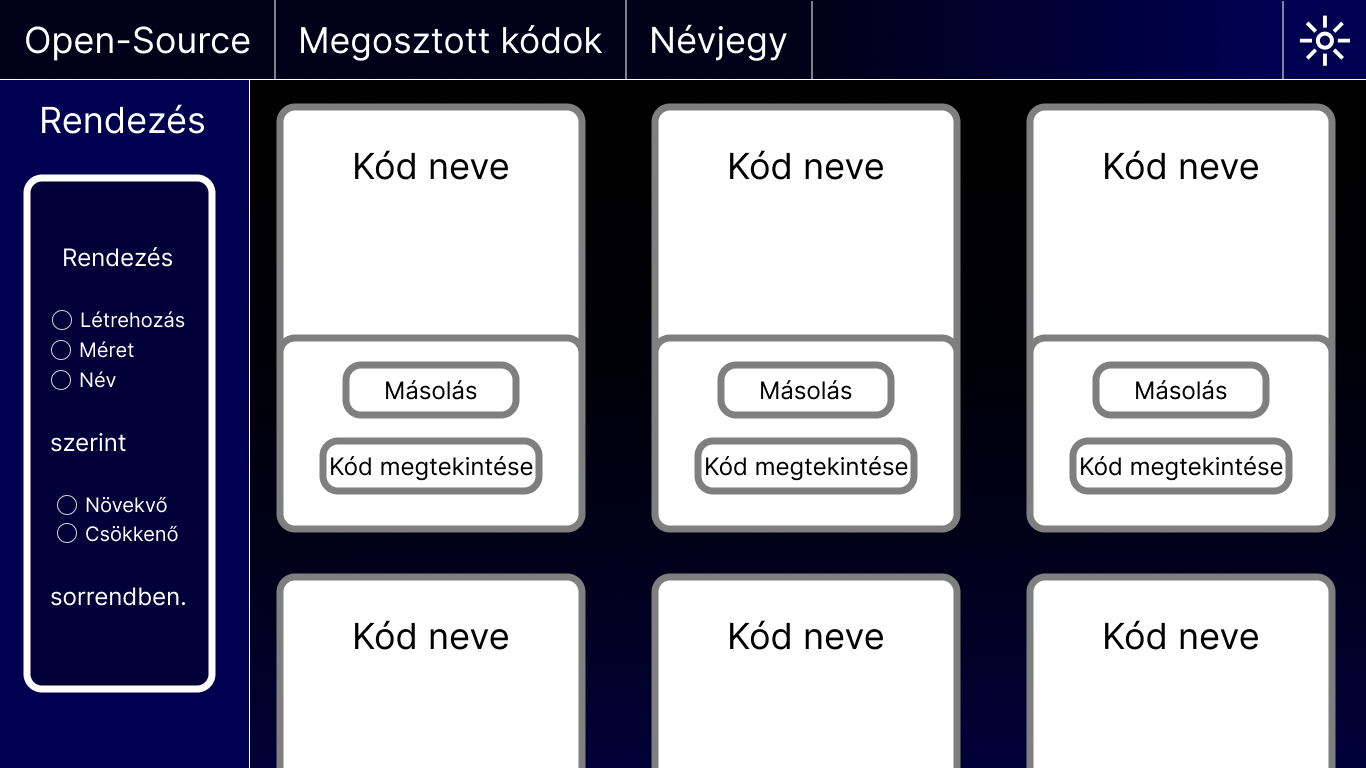 Open-Source
Megosztott kódok
Névjegy
Rendezés
Rendezés
Létrehozás
Méret
Név
szerint
Növekvő
Csökkenő
sorrendben.
Kód neve
Másolás
Kód megtekintése
Kód neve
Másolás
Kód megtekintése
Kód neve
Másolás
Kód megtekintése
Kód neve
Kód neve
Kód neve